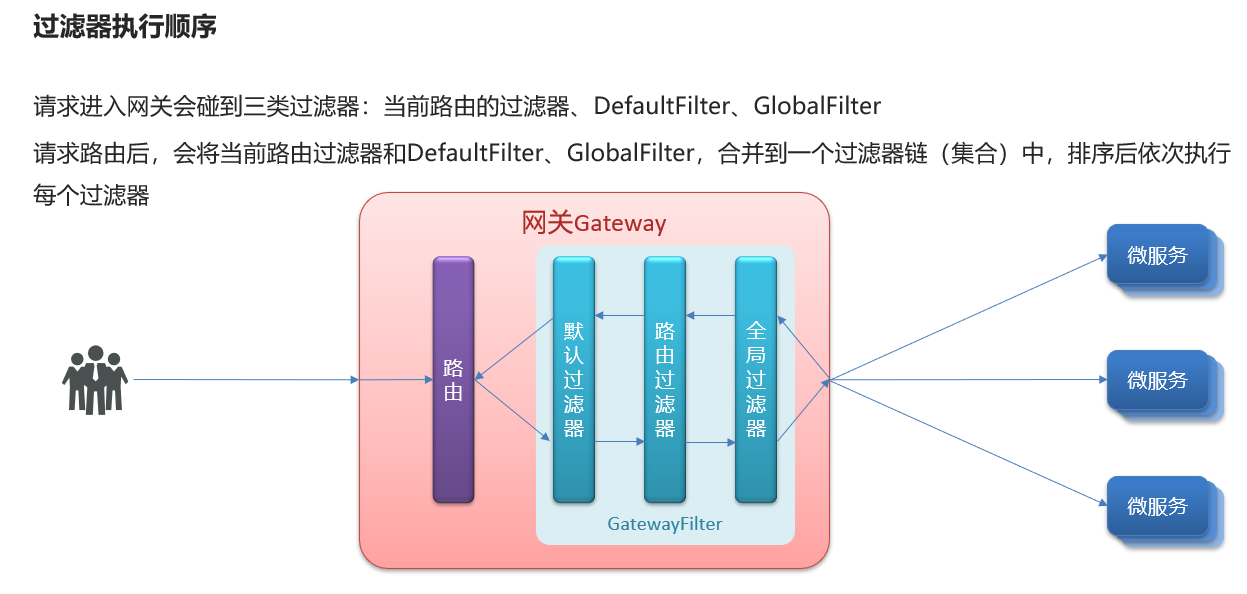 过滤器执行顺序
请求进入网关会碰到三类过滤器：当前路由的过滤器、DefaultFilter、GlobalFilter
请求路由后，会将当前路由过滤器和DefaultFilter、GlobalFilter，合并到一个过滤器链（集合）中，排序后依次执行
每个过滤器
网关Gateway
路由
默认过滤器
路由过滤器
全局过滤器
GatewayFilter
微服务
微服务
微服务